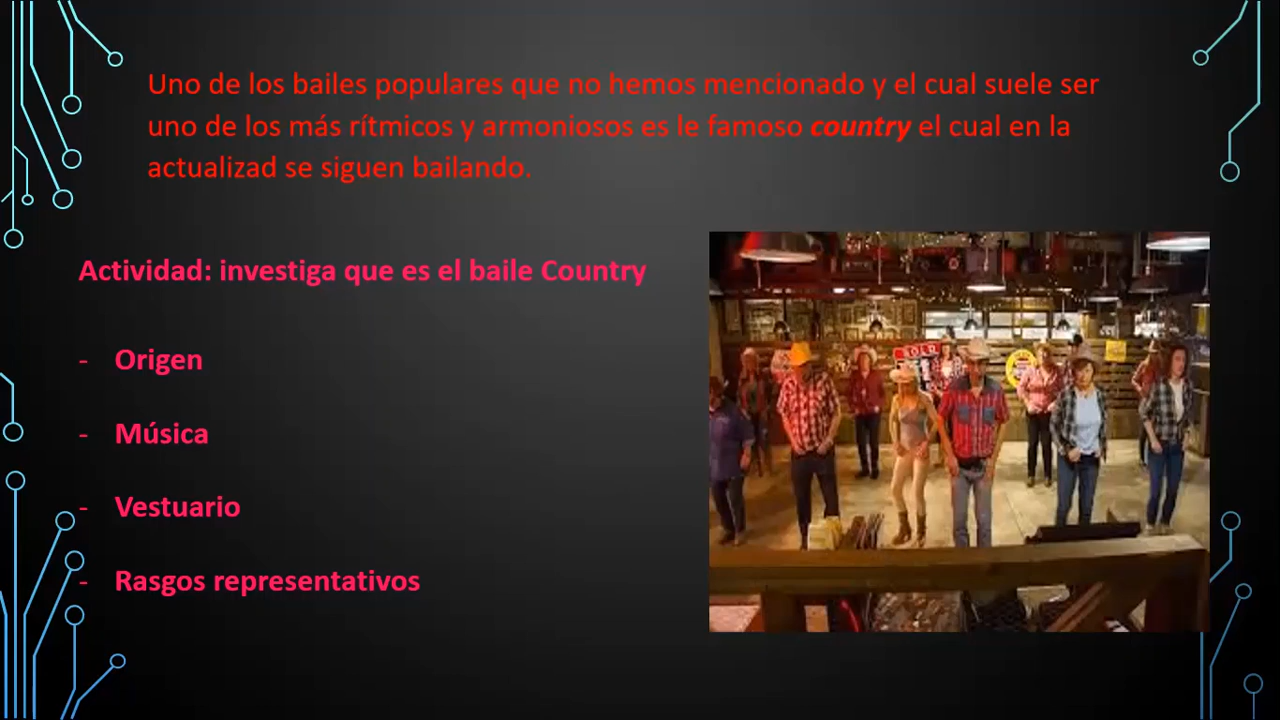 Uno de los bailes populares que no hemos mencionado y el cual suele ser
uno de los más rítmicos y armoniosos es le famoso country el cual en la
actualizad se siguen bailando.
Actividad: investiga que es el baile Country
- Origen
- Música
- Vestuario
- Rasgos representativos